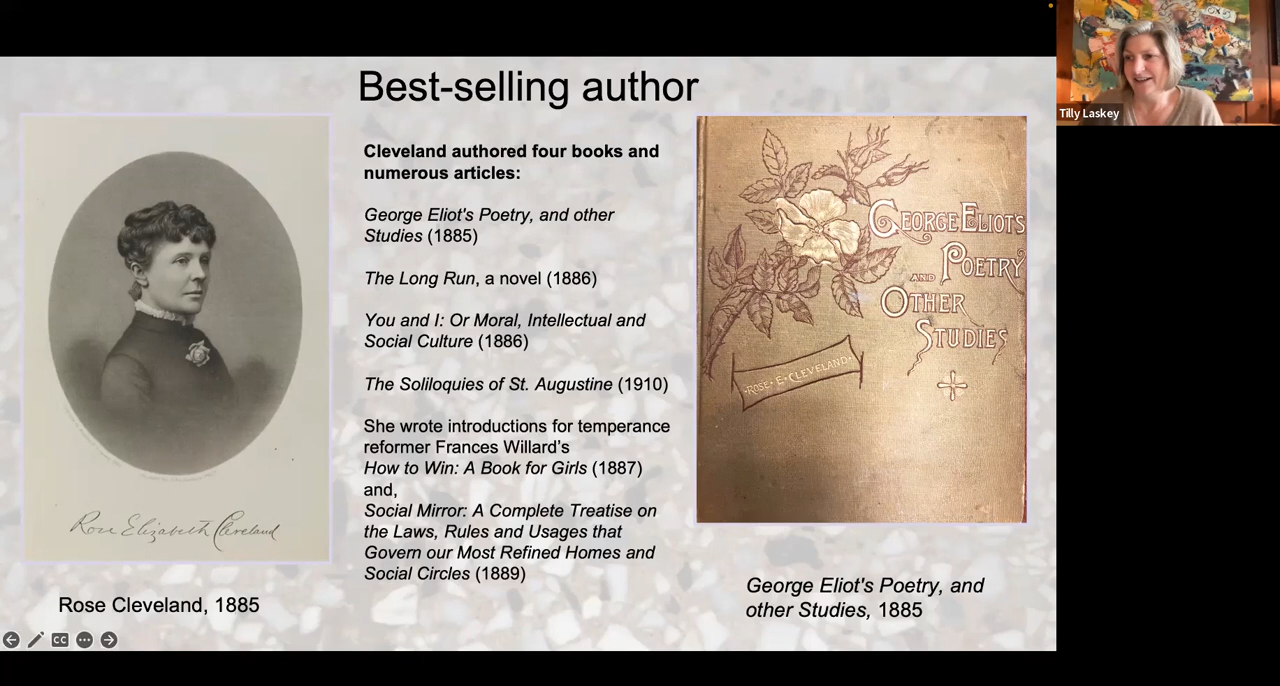 Best-selling author
Tilly Laskey
Cleveland authored four books and
numerous articles:
George Eliot's Poetry, and other
Studies (1885)
The Long Run, a novel (1886)
You and I: Or Moral, Intellectual and
Social Culture (1886)
The Soliloquies of St. Augustine (1910)
She wrote introductions for temperance
reformer Frances Willard’s
How to Win: A Book for Girls (1887)
and,
Social Mirror: A Complete Treatise on
the Laws, Rules and Usages that
Govern our Most Refined Homes and
Social Circles (1889)
Rose Elizabeth Cleveland
Rose Cleveland, 1885
GEORGE ELIOT'S
POETRY
AND
OTHER
STUDIES
ROSE·E·CLEVELAND
George Eliot's Poetry, and
other Studies, 1885
CC